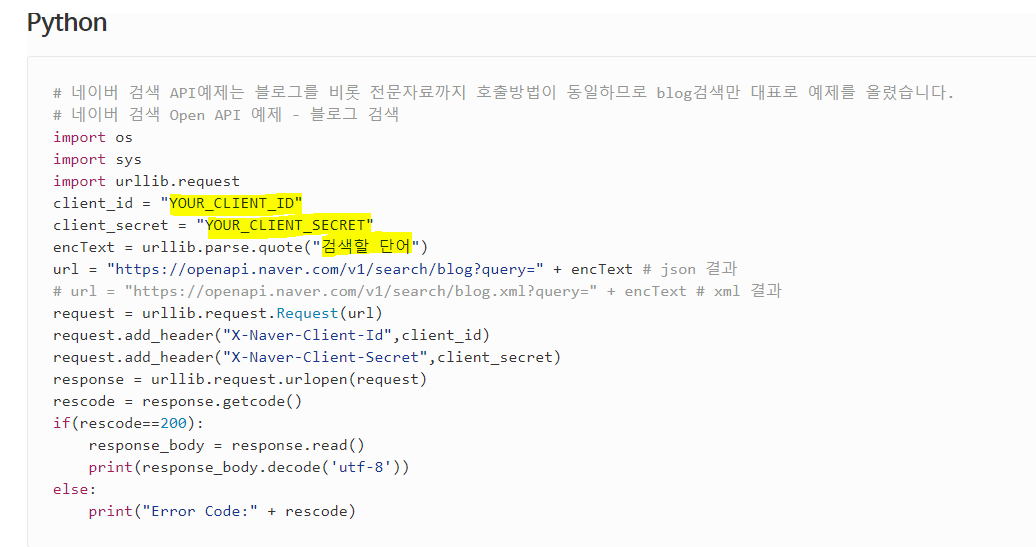 Python
# 네이버 검색 API예제는 블로그를 비롯 전문자료까지 호출방법이 동일하므로 blog검색만 대표로 예제를 올렸습니다.
# 네이버 검색 Open API 예제 - 블로그 검색
import os
import sys
import urllib.request
client_id = "YOUR_CLIENT_ID"
client_secret = "YOUR_CLIENT_SECRET"
encText = urllib.parse.quote("검색할 단어")
url = "https://openapi.naver.com/v1/search/blog?query=" + encText # json 결과
# url = "https://openapi.naver.com/v1/search/blog.xml?query=" + encText # xml 결과
request = urllib.request.Request(url)
request.add_header("X-Naver-Client-Id",client_id)
request.add_header("X-Naver-Client-Secret",client_secret)
response = urllib.request.urlopen(request)
rescode = response.getcode()
if(rescode==200):
    response_body = response.read()
    print(response_body.decode('utf-8'))
else:
    print("Error Code:" + rescode)